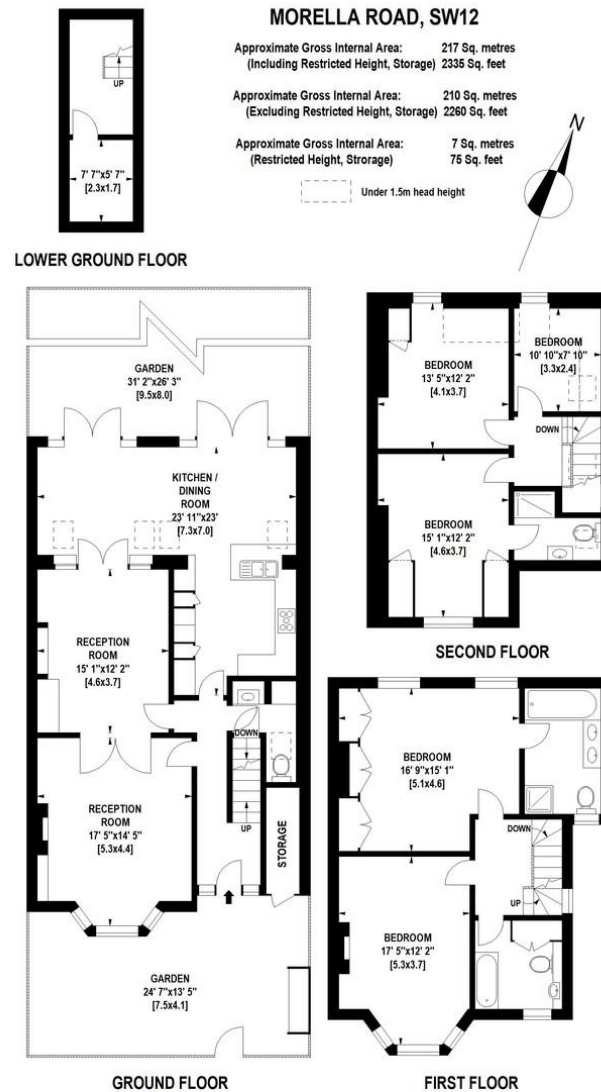 MORELLA ROAD, SW12
Approximate Gross Internal Area: 217 Sq. metres
(Including Restricted Height, Storage) 2335 Sq. feet
Approximate Gross Internal Area: 210 Sq. metres
(Excluding Restricted Height, Storage) 2260 Sq. feet
Approximate Gross Internal Area: 7 Sq. metres
(Restricted Height, Strorage) 75 Sq. feet
Under 1.5m head height
N
UP
7' 7"x5' 7"
[2.3x1.7]
LOWER GROUND FLOOR
GARDEN
31' 2"x26' 3"
[9.5x8.0]
KITCHEN /
DINING
ROOM
23' 11"x23'
[7.3x7.0]
RECEPTION
ROOM
15' 1"x12' 2"
[4.6x3.7]
DOWN
UP
RECEPTION
ROOM
17' 5"x14' 5"
[5.3x4.4]
STORAGE
GARDEN
24' 7"x13' 5"
[7.5x4.1]
GROUND FLOOR
BEDROOM
13' 5"x12' 2"
[4.1x3.7]
BEDROOM
10' 10"x7' 10"
[3.3x2.4]
DOWN
BEDROOM
15' 1"x12' 2"
[4.6x3.7]
SECOND FLOOR
BEDROOM
16' 9"x15' 1"
[5.1x4.6]
DOWN
UP
BEDROOM
17' 5"x12' 2"
[5.3x3.7]
FIRST FLOOR